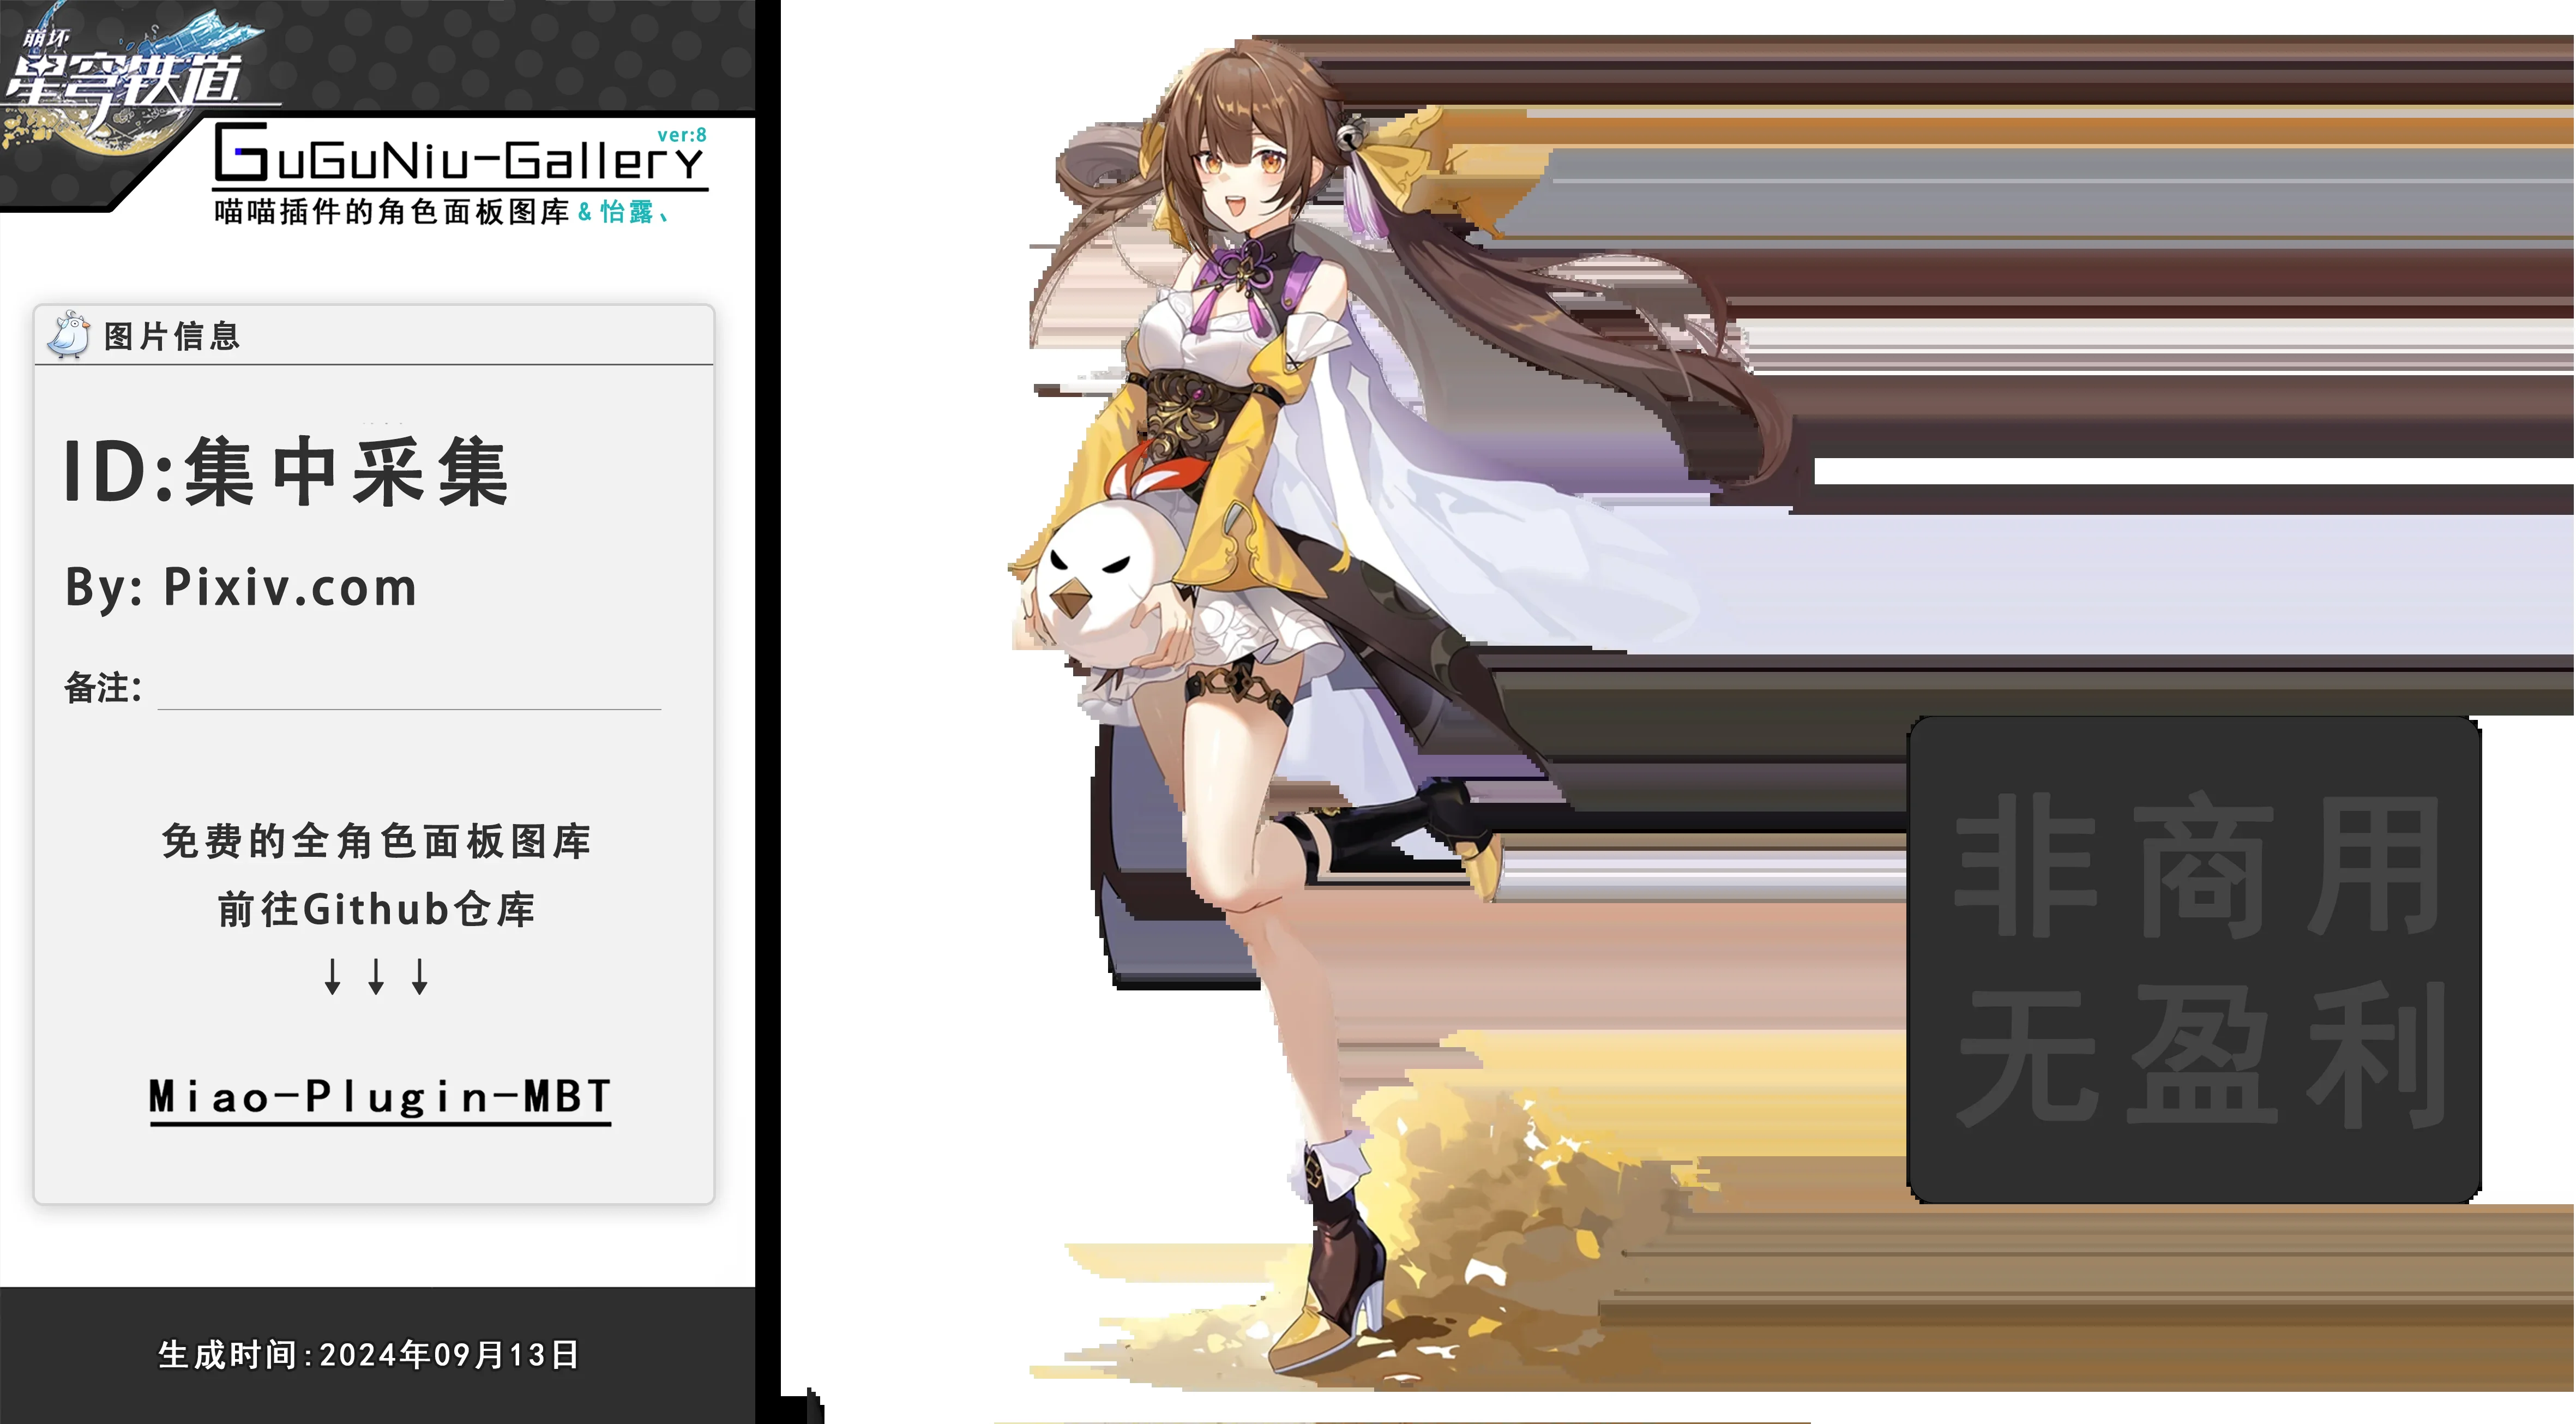 崩坏
星穹铁道
ver:8
GuGuNiu-Gallery
喵喵插件的角色面板图库 & 怡露、
图片信息
ID:集中采集
By: Pixiv.com
备注:
免费的全角色面板图库
前往Github仓库
↓ ↓ ↓
Miao-Plugin-MBT
生成时间:2024年09月13日
非商用
无盈利